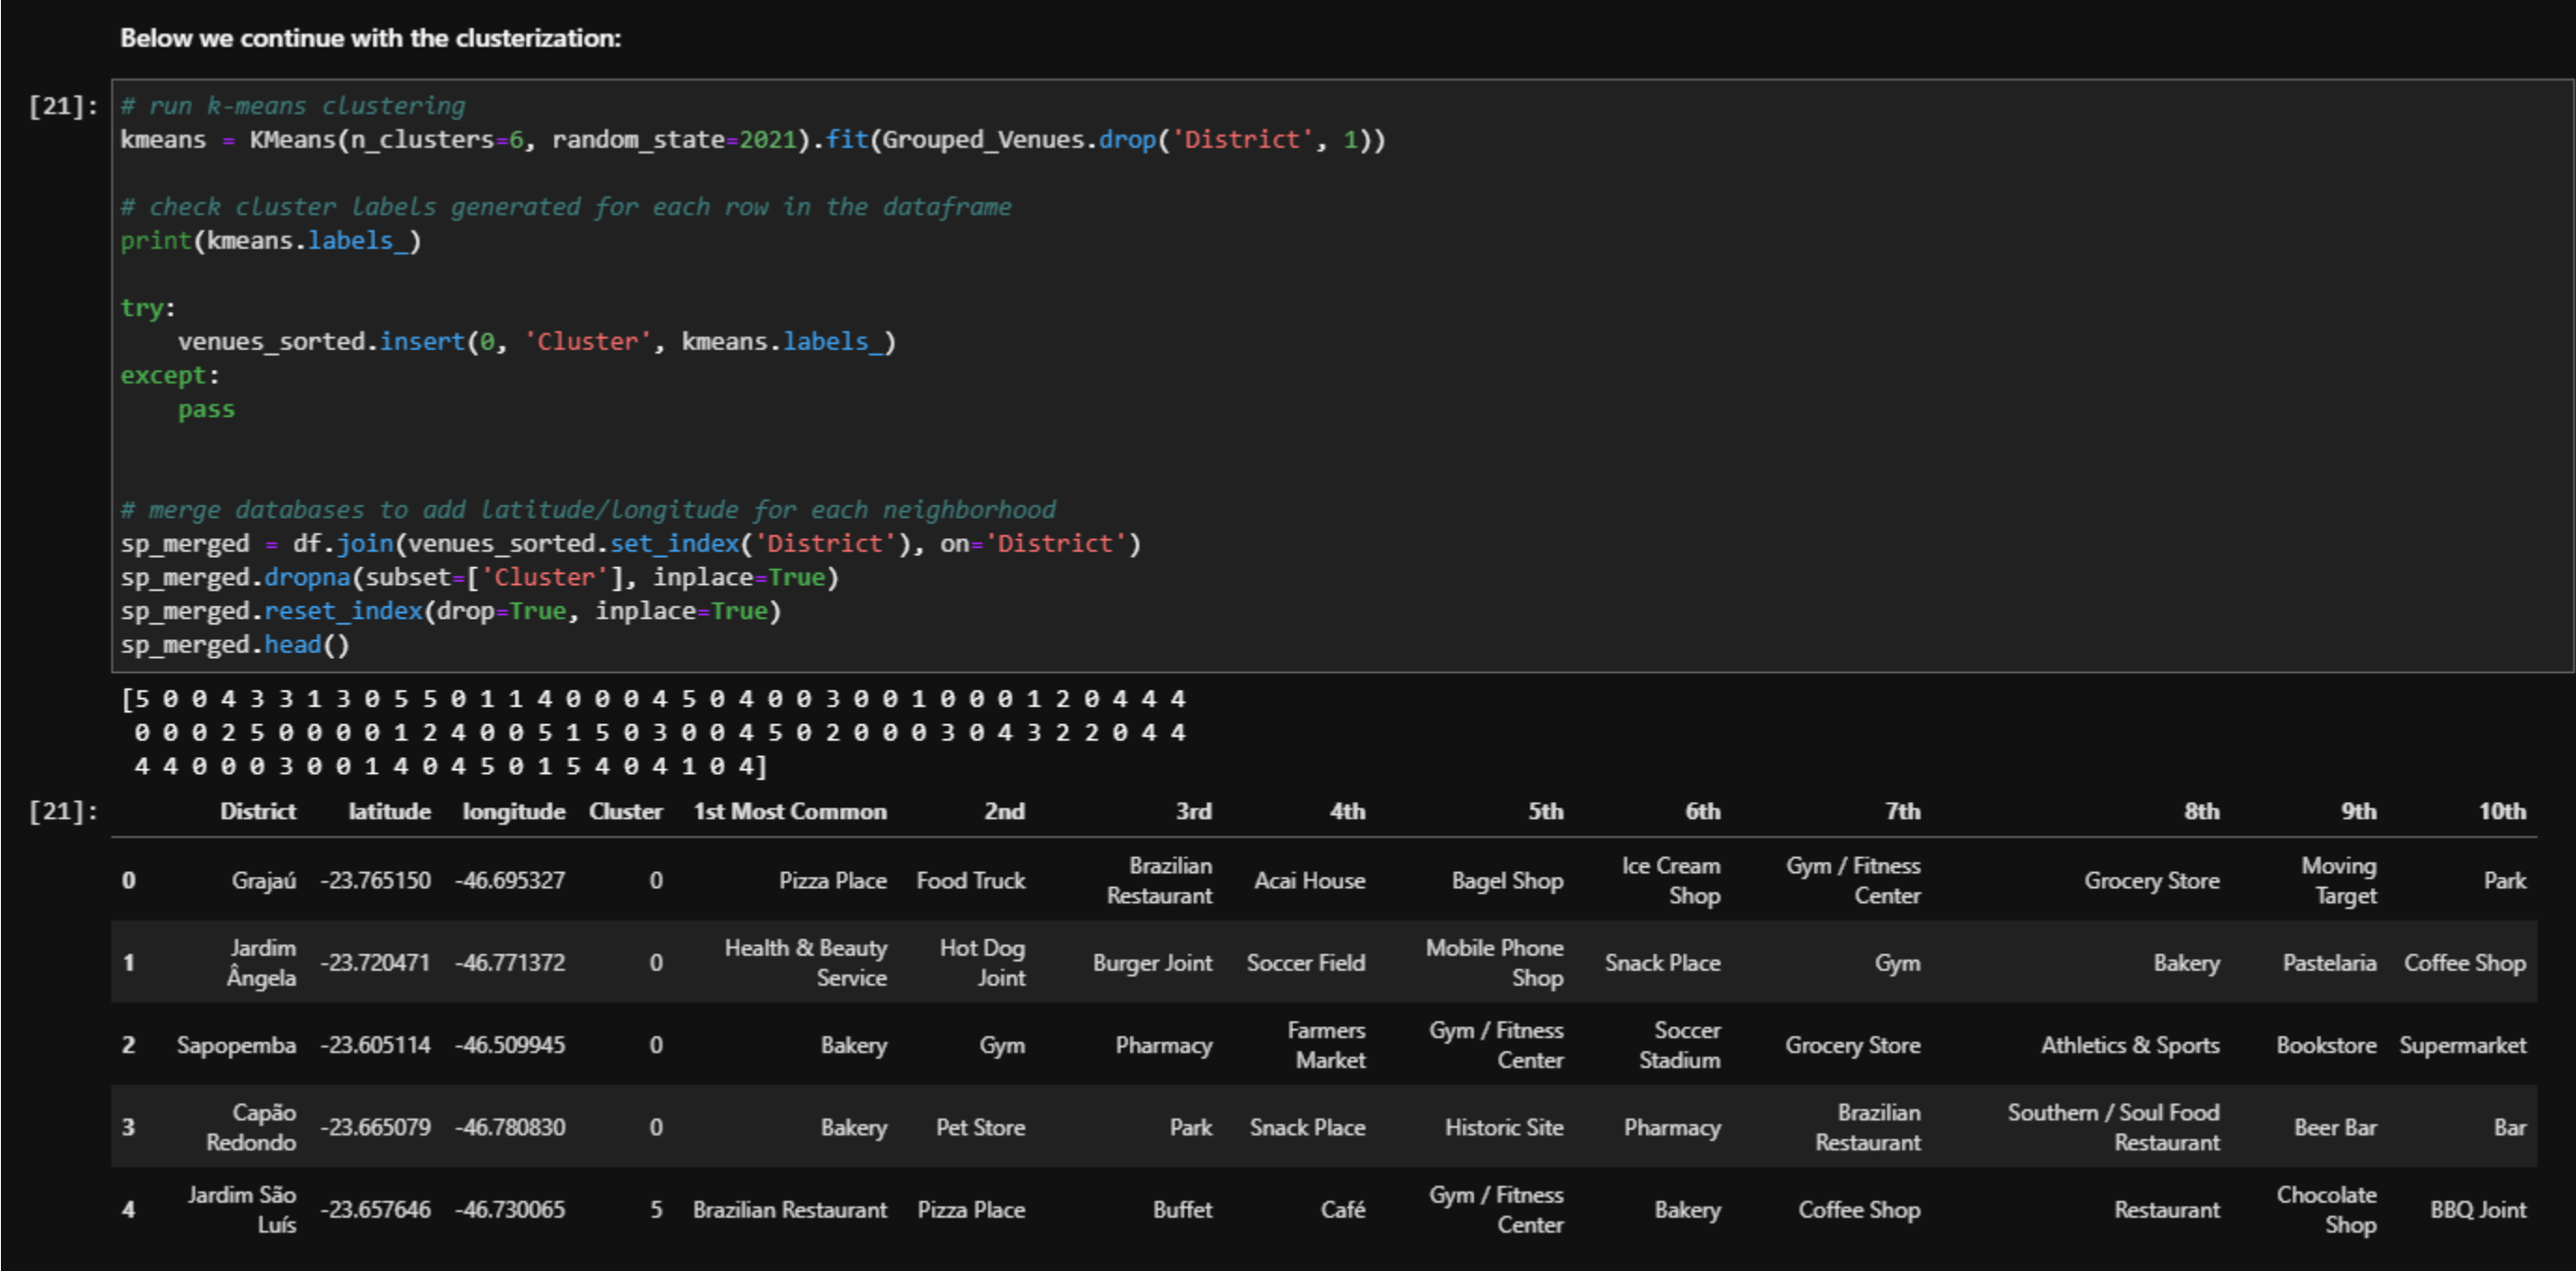 Below we continue with the clusterization:
[21]:
# run k-means clustering
kmeans = KMeans(n_clusters=6, random_state=2021).fit(Grouped_Venues.drop('District', 1))
# check cluster labels generated for each row in the dataframe
print(kmeans.labels_)
try:
    venues_sorted.insert(0, 'Cluster', kmeans.labels_)
except:
    pass
# merge databases to add latitude/longitude for each neighborhood
sp_merged = df.join(venues_sorted.set_index('District'), on='District')
sp_merged.dropna(subset=['Cluster'], inplace=True)
sp_merged.reset_index(drop=True, inplace=True)
sp_merged.head()
[5 0 0 4 3 3 1 3 0 5 5 0 1 1 4 0 0 0 4 5 0 4 0 0 3 0 0 1 0 0 0 1 2 0 4 4 4
0 0 0 2 5 0 0 0 0 1 2 4 0 0 5 1 5 0 3 0 0 4 5 0 2 0 0 0 3 0 4 3 2 2 0 4 4
4 4 0 0 0 3 0 0 1 4 0 4 5 0 1 5 4 0 4 1 0 4]
[21]:
District latitude longitude Cluster 1st Most Common 2nd 3rd 4th 5th 6th 7th 8th 9th 10th
0 Grajaú -23.765150 -46.695327 0 Pizza Place Food Truck Brazilian Restaurant Acai House Bagel Shop Ice Cream Shop Gym / Fitness Center Grocery Store Moving Target Park
1 Jardim Ângela -23.720471 -46.771372 0 Health & Beauty Service Hot Dog Joint Burger Joint Soccer Field Mobile Phone Shop Snack Place Gym Bakery Pastelaria Coffee Shop
2 Sapopemba -23.605114 -46.509945 0 Bakery Gym Pharmacy Farmers Market Gym / Fitness Center Soccer Stadium Grocery Store Athletics & Sports Bookstore Supermarket
3 Capão Redondo -23.665079 -46.780830 0 Bakery Pet Store Park Snack Place Historic Site Pharmacy Brazilian Restaurant Southern / Soul Food Restaurant Beer Bar Bar
4 Jardim São Luís -23.657646 -46.730065 5 Brazilian Restaurant Pizza Place Buffet Café Gym / Fitness Center Bakery Coffee Shop Restaurant Chocolate Shop BBQ Joint